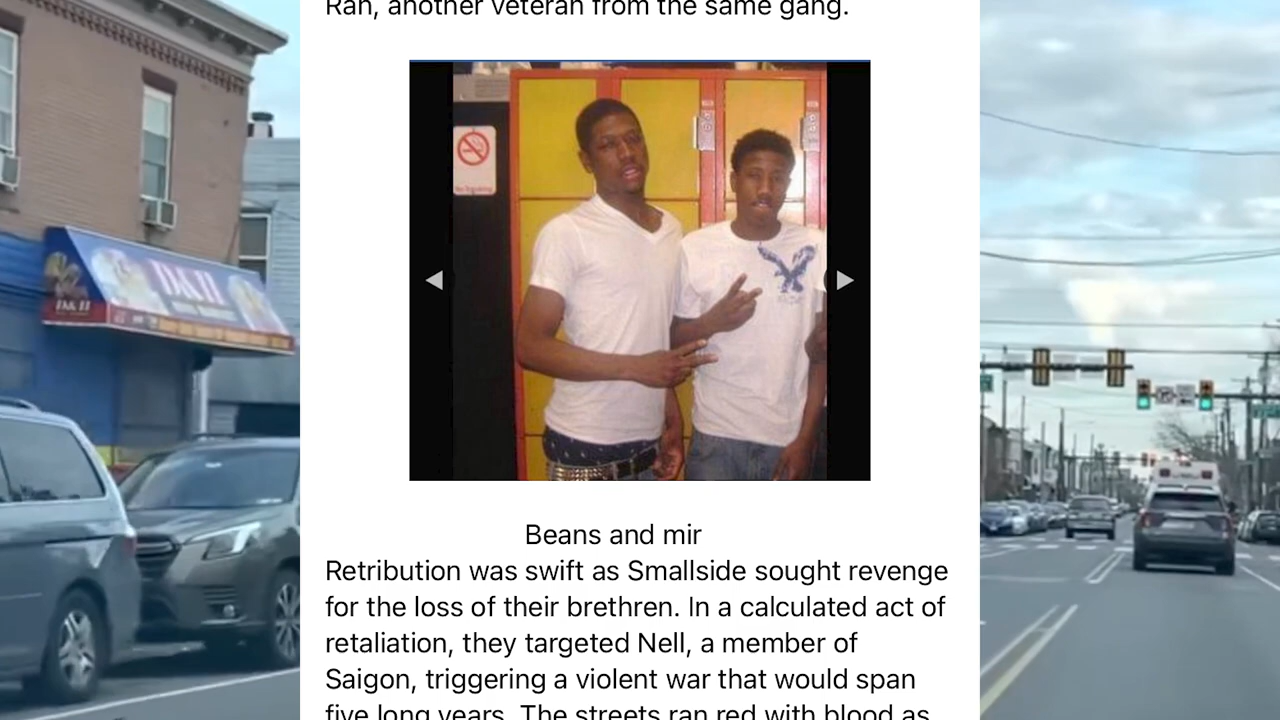 Ran, another veteran from the same gang.
D&H
Beans and mir
Retribution was swift as Smallside sought revenge
for the loss of their brethren. In a calculated act of
retaliation, they targeted Nell, a member of
Saigon, triggering a violent war that would span
five long years. The streets ran red with blood as